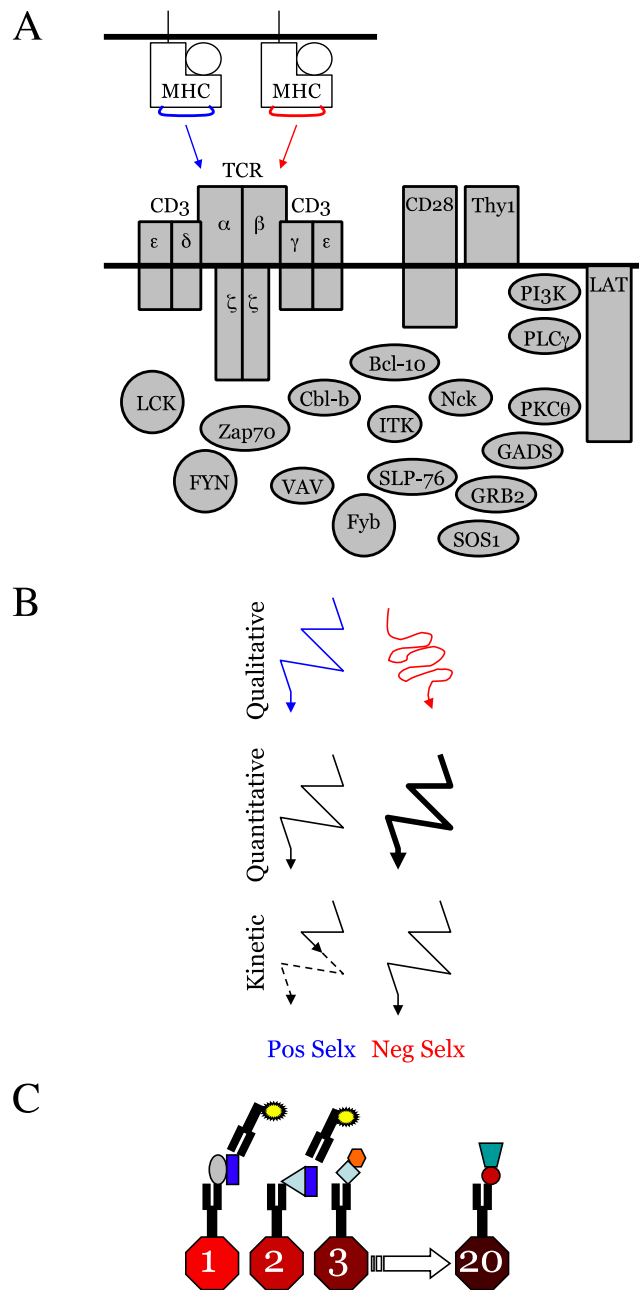 A
MHC MHC
TCR
CD3 CD3
α β
ε δ γ ε
CD28 Thy1
ζ ζ
PI3K LAT
PLCγ
Bcl-10
LCK Cbl-b Nck PKCθ
Zap70 ITK
GADS
FYN VAV SLP-76 GRB2
Fyb
SOS1
B
Qualitative
Quantitative
Kinetic
Pos Selx Neg Selx
C
1 2 3 20